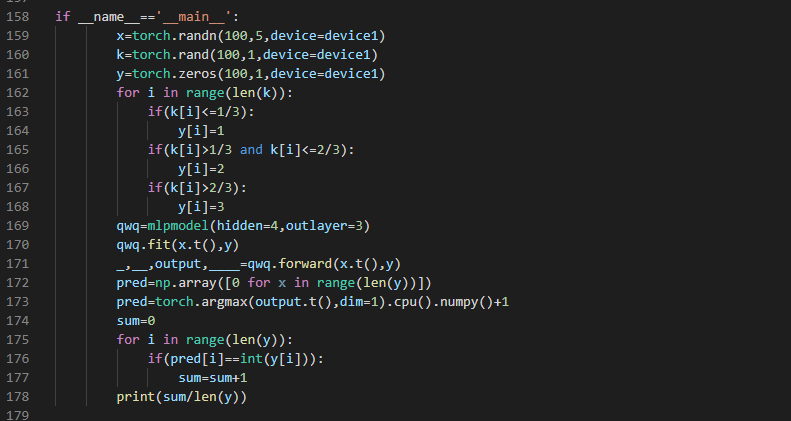 158 if __name__=='__main__':
159 x=torch.randn(100,5,device=device1)
160 k=torch.rand(100,1,device=device1)
161 y=torch.zeros(100,1,device=device1)
162 for i in range(len(k)):
163 if(k[i]<=1/3):
164 y[i]=1
165 if(k[i]>1/3 and k[i]<=2/3):
166 y[i]=2
167 if(k[i]>2/3):
168 y[i]=3
169 qwq=mlpmodel(hidden=4,outlayer=3)
170 qwq.fit(x.t(),y)
171 _,__,output,____=qwq.forward(x.t(),y)
172 pred=np.array([0 for x in range(len(y))])
173 pred=torch.argmax(output.t(),dim=1).cpu().numpy()+1
174 sum=0
175 for i in range(len(y)):
176 if(pred[i]==int(y[i])):
177 sum=sum+1
178 print(sum/len(y))
179